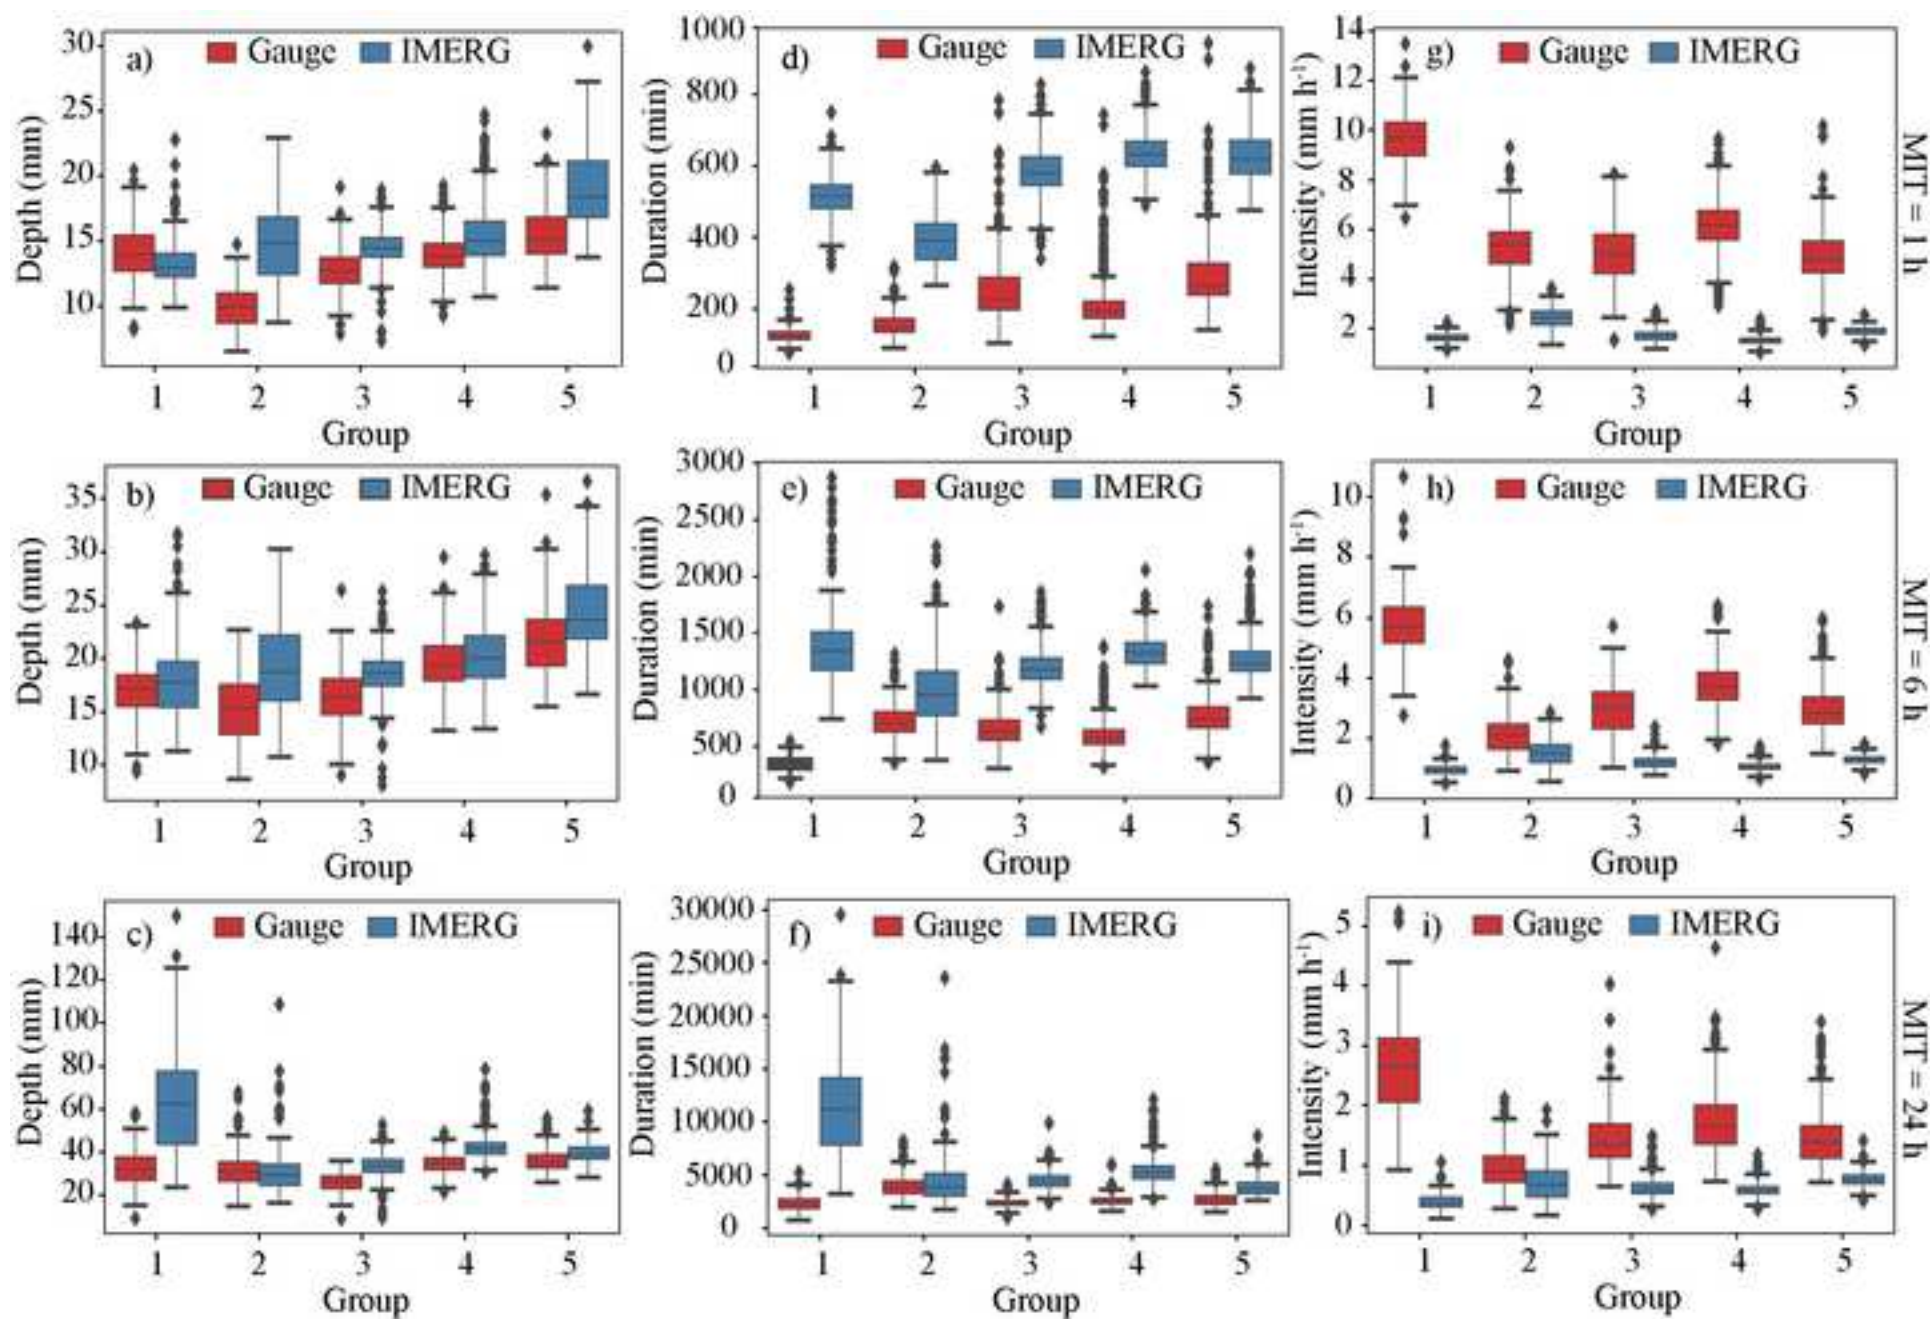 a) Gauge IMERG
Depth (mm)
30
25
20
15
10
1 2 3 4 5
Group
d) Gauge IMERG
Duration (min)
1000
800
600
400
200
0
1 2 3 4 5
Group
g) Gauge IMERG
Intensity (mm h⁻¹)
14
12
10
8
6
4
2
1 2 3 4 5
Group
MIT = 1 h
b) Gauge IMERG
Depth (mm)
35
30
25
20
15
10
1 2 3 4 5
Group
e) Gauge IMERG
Duration (min)
3000
2500
2000
1500
1000
500
0
1 2 3 4 5
Group
h) Gauge IMERG
Intensity (mm h⁻¹)
10
8
6
4
2
0
1 2 3 4 5
Group
MIT = 6 h
c) Gauge IMERG
Depth (mm)
140
120
100
80
60
40
20
1 2 3 4 5
Group
f) Gauge IMERG
Duration (min)
30000
25000
20000
15000
10000
5000
0
1 2 3 4 5
Group
i) Gauge IMERG
Intensity (mm h⁻¹)
5
4
3
2
1
0
1 2 3 4 5
Group
MIT = 24 h